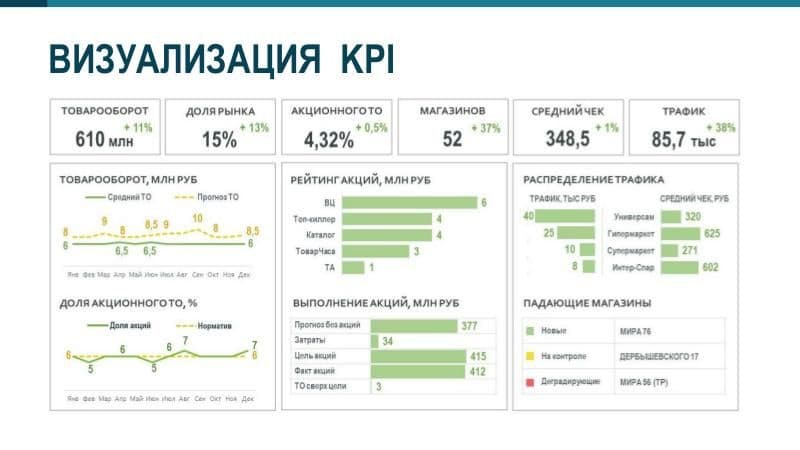 ВИЗУАЛИЗАЦИЯ KPI
ТОВАРООБОРОТ
+ 11%
610 млн
ДОЛЯ РЫНКА
+ 13%
15%
АКЦИОННОГО ТО
+ 0,5%
4,32%
МАГАЗИНОВ
+ 37%
52
СРЕДНИЙ ЧЕК
+ 1%
348,5
ТРАФИК
+ 38%
85,7 тыс
ТОВАРООБОРОТ, МЛН РУБ
Средний ТО Прогноз ТО
8 9 8 8,5 9 10 8 8,5
6 6,5 6,5 6
Янв Фев Мар Апр Май Июн Июл Авг Сен Окт Ноя Дек
РЕЙТИНГ АКЦИЙ, МЛН РУБ
ВЦ 6
Топ-киллер 4
Каталог 4
ТоварЧаса 3
ТА 1
РАСПРЕДЕЛЕНИЕ ТРАФИКА
ТРАФИК, ТЫС РУБ СРЕДНИЙ ЧЕК, РУБ
40 Универсам 320
25 Гипермаркет 625
10 Супермаркет 271
8 Интер-Спар 602
ДОЛЯ АКЦИОННОГО ТО, %
Доля акций Норматив
6 5 6 5 6 7 7 6
Янв Фев Мар Апр Май Июн Июл Авг Сен Окт Ноя Дек
ВЫПОЛНЕНИЕ АКЦИЙ, МЛН РУБ
Прогноз без акций 377
Затраты 34
Цель акций 415
Факт акций 412
ТО сверх цели 3
ПАДАЮЩИЕ МАГАЗИНЫ
Новые МИРА 76
На контроле ДЕРБЫШЕВСКОГО 17
Деградирующие МИРА 56 (ТР)